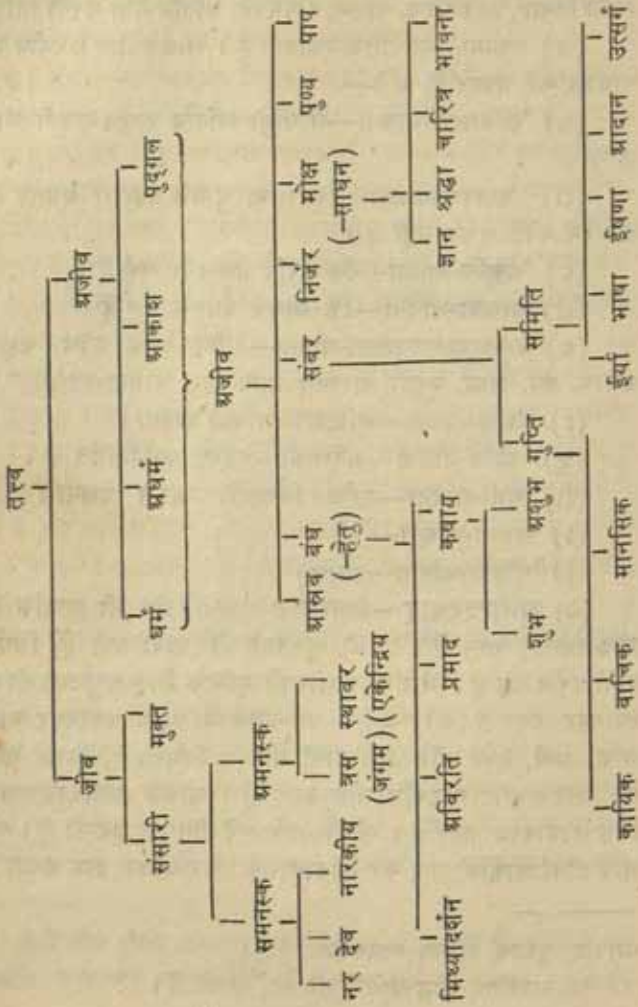 तत्त्व
जीव अजीव
संसारी मुक्त धर्म अधर्म आकाश पुद्गल
समनस्क अमनस्क अजीव
नर देव नारकीय त्रस स्थावर आस्रव बंध संवर निर्जर मोक्ष पुण्य पाप
(जंगम) (एकेन्द्रिय) (—हेतु) (—साधन)
मिथ्यादर्शन अविरति प्रमाद कषाय गुप्ति समिति ज्ञान श्रद्धा चारित्र भावना
शुभ अशुभ ईर्या भाषा ईषणा आदान उत्सर्ग
कायिक वाचिक मानसिक